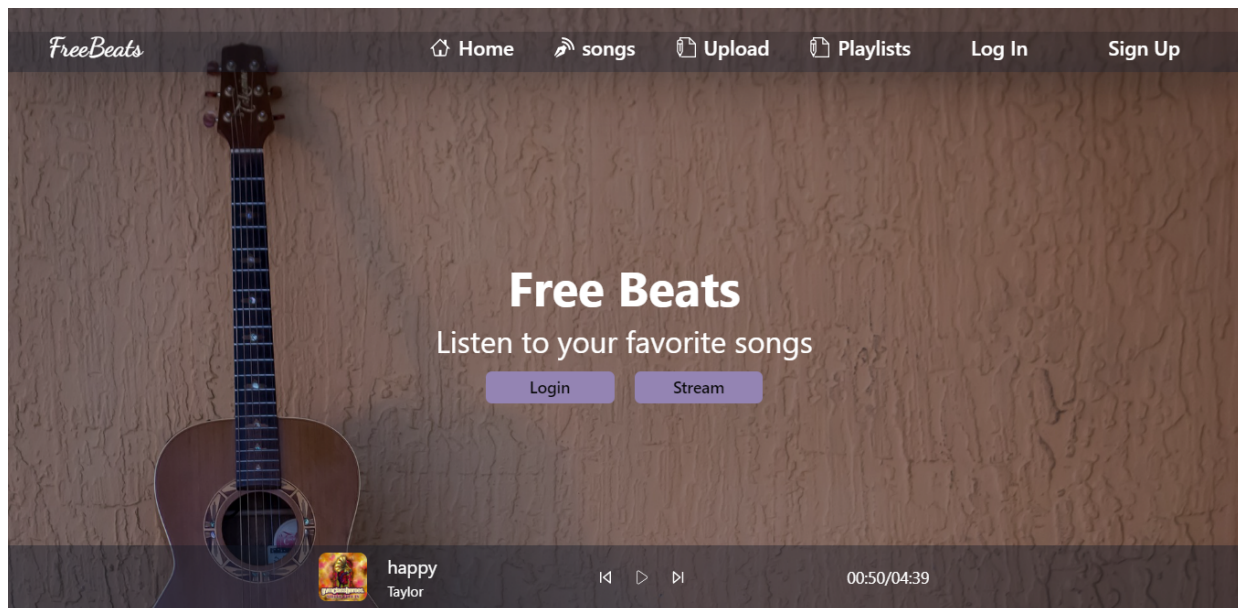 FreeBeats
Home songs Upload Playlists Log In Sign Up
Free Beats
Listen to your favorite songs
Login Stream
happy
Taylor
00:50/04:39